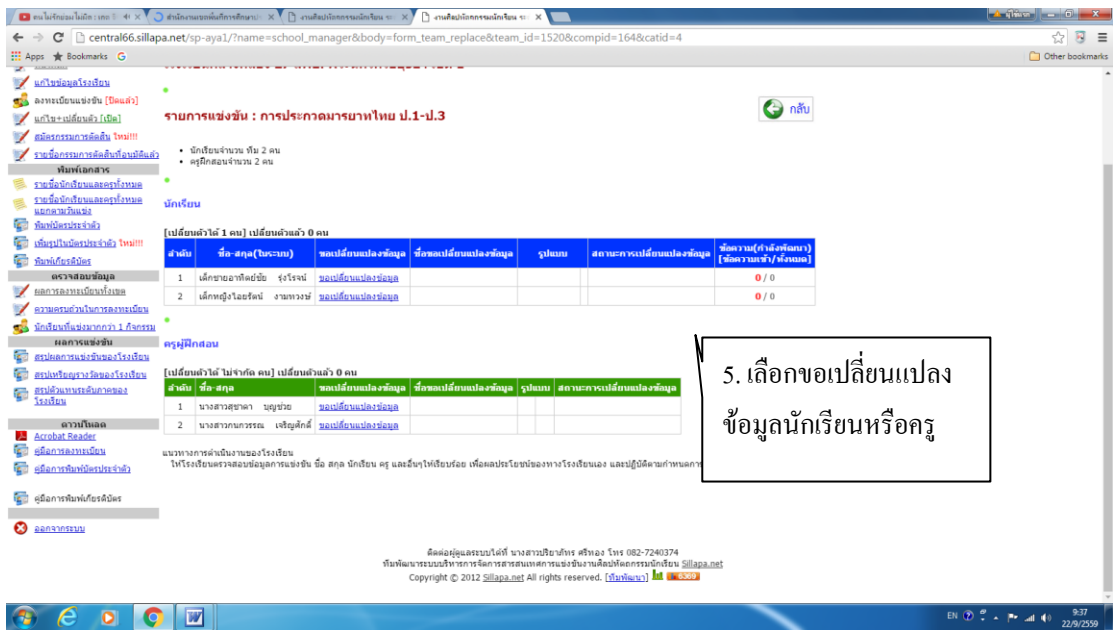 central66.sillapa.net/sp-aya1/?name=school_manager&body=form_team_replace&team_id=1520&compid=164&catid=4
Apps
Bookmarks
Other bookmarks
แก้ไขข้อมูลโรงเรียน
ลงทะเบียนแข่งขัน [ปิดแล้ว]
แก้ไข+เปลี่ยนตัว [เปิด]
สมัครกรรมการตัดสิน ใหม่!!!
รายชื่อกรรมการตัดสินที่อนุมัติแล้ว
พิมพ์เอกสาร
รายชื่อนักเรียนและครูทั้งหมด
รายชื่อนักเรียนและครูทั้งหมด
แยกตามวันแข่ง
พิมพ์บัตรประจำตัว
เพิ่มรูปในบัตรประจำตัว ใหม่!!!
พิมพ์เกียรติบัตร
ตรวจสอบข้อมูล
ผลการลงทะเบียนทั้งเขต
ความครบถ้วนในการลงทะเบียน
นักเรียนที่แข่งมากกว่า 1 กิจกรรม
ผลการแข่งขัน
สรุปผลการแข่งขันของโรงเรียน
สรุปเหรียญรางวัลของโรงเรียน
สรุปตัวแทนระดับภาคของ
โรงเรียน
ดาวน์โหลด
Acrobat Reader
คู่มือการลงทะเบียน
คู่มือการพิมพ์บัตรประจำตัว
คู่มือการพิมพ์เกียรติบัตร
ออกจากระบบ
รายการแข่งขัน : การประกวดมารยาทไทย ป.1-ป.3
กลับ
นักเรียนจำนวน ทีม 2 คน
ครูฝึกสอนจำนวน 2 คน
นักเรียน
[เปลี่ยนตัวได้ 1 คน] เปลี่ยนตัวแล้ว 0 คน
ลำดับ ชื่อ-สกุล(ในระบบ) ขอเปลี่ยนแปลงข้อมูล ชื่อขอเปลี่ยนแปลงข้อมูล รูปแบบ สถานะการเปลี่ยนแปลงข้อมูล ข้อความ(กำลังพัฒนา)
[ข้อความเข้า/ทั้งหมด]
1 เด็กชายอาทิตย์ชัย รุ่งโรจน์ ขอเปลี่ยนแปลงข้อมูล 0 / 0
2 เด็กหญิงไอยรัตน์ งามทวงษ์ ขอเปลี่ยนแปลงข้อมูล 0 / 0
ครูผู้ฝึกสอน
[เปลี่ยนตัวได้ ไม่จำกัด คน] เปลี่ยนตัวแล้ว 0 คน
ลำดับ ชื่อ-สกุล ขอเปลี่ยนแปลงข้อมูล ชื่อขอเปลี่ยนแปลงข้อมูล รูปแบบ สถานะการเปลี่ยนแปลงข้อมูล
1 นางสาวสุชาดา บุญช่วย ขอเปลี่ยนแปลงข้อมูล
2 นางสาวกนกวรรณ เจริญศักดิ์ ขอเปลี่ยนแปลงข้อมูล
5. เลือกขอเปลี่ยนแปลง
ข้อมูลนักเรียนหรือครู
แนวทางการดำเนินงานของโรงเรียน
ให้โรงเรียนตรวจสอบข้อมูลการแข่งขัน ชื่อ สกุล นักเรียน ครู และอื่นๆให้เรียบร้อย เพื่อผลประโยชน์ของทางโรงเรียนเอง และปฏิบัติตามกำหนดการ
ติดต่อผู้ดูแลระบบได้ที่ นางสาวปริยาภัทร ศรีทอง โทร 082-7240374
ทีมพัฒนาระบบบริหารการจัดการสารสนเทศการแข่งขันงานศิลปหัตถกรรมนักเรียน Sillapa.net
Copyright © 2012 Sillapa.net All rights reserved. [ทีมพัฒนา]
EN
9:37
22/9/2559